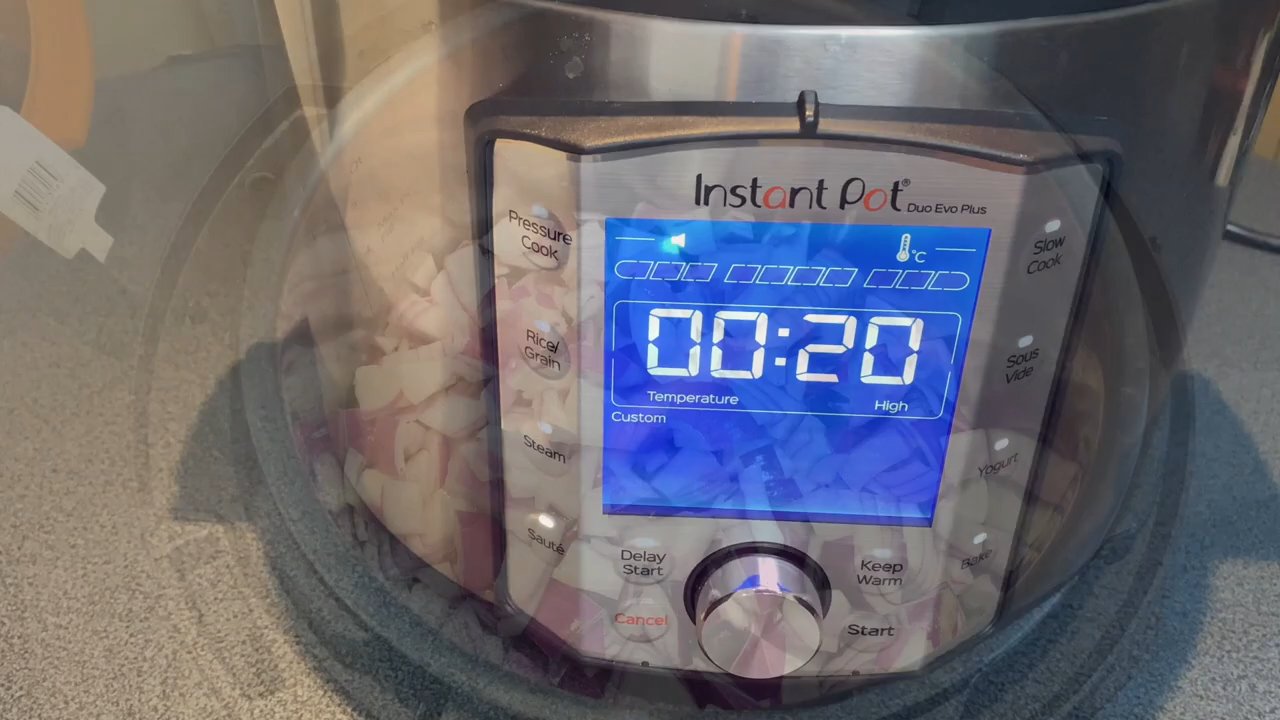 Instant Pot®
Duo Evo Plus
Pressure
Cook
Rice/
Grain
Steam
Sauté
°C
00:20
Temperature
High
Custom
Slow
Cook
Sous
Vide
Yogurt
Bake
Delay
Start
Cancel
Keep
Warm
Start